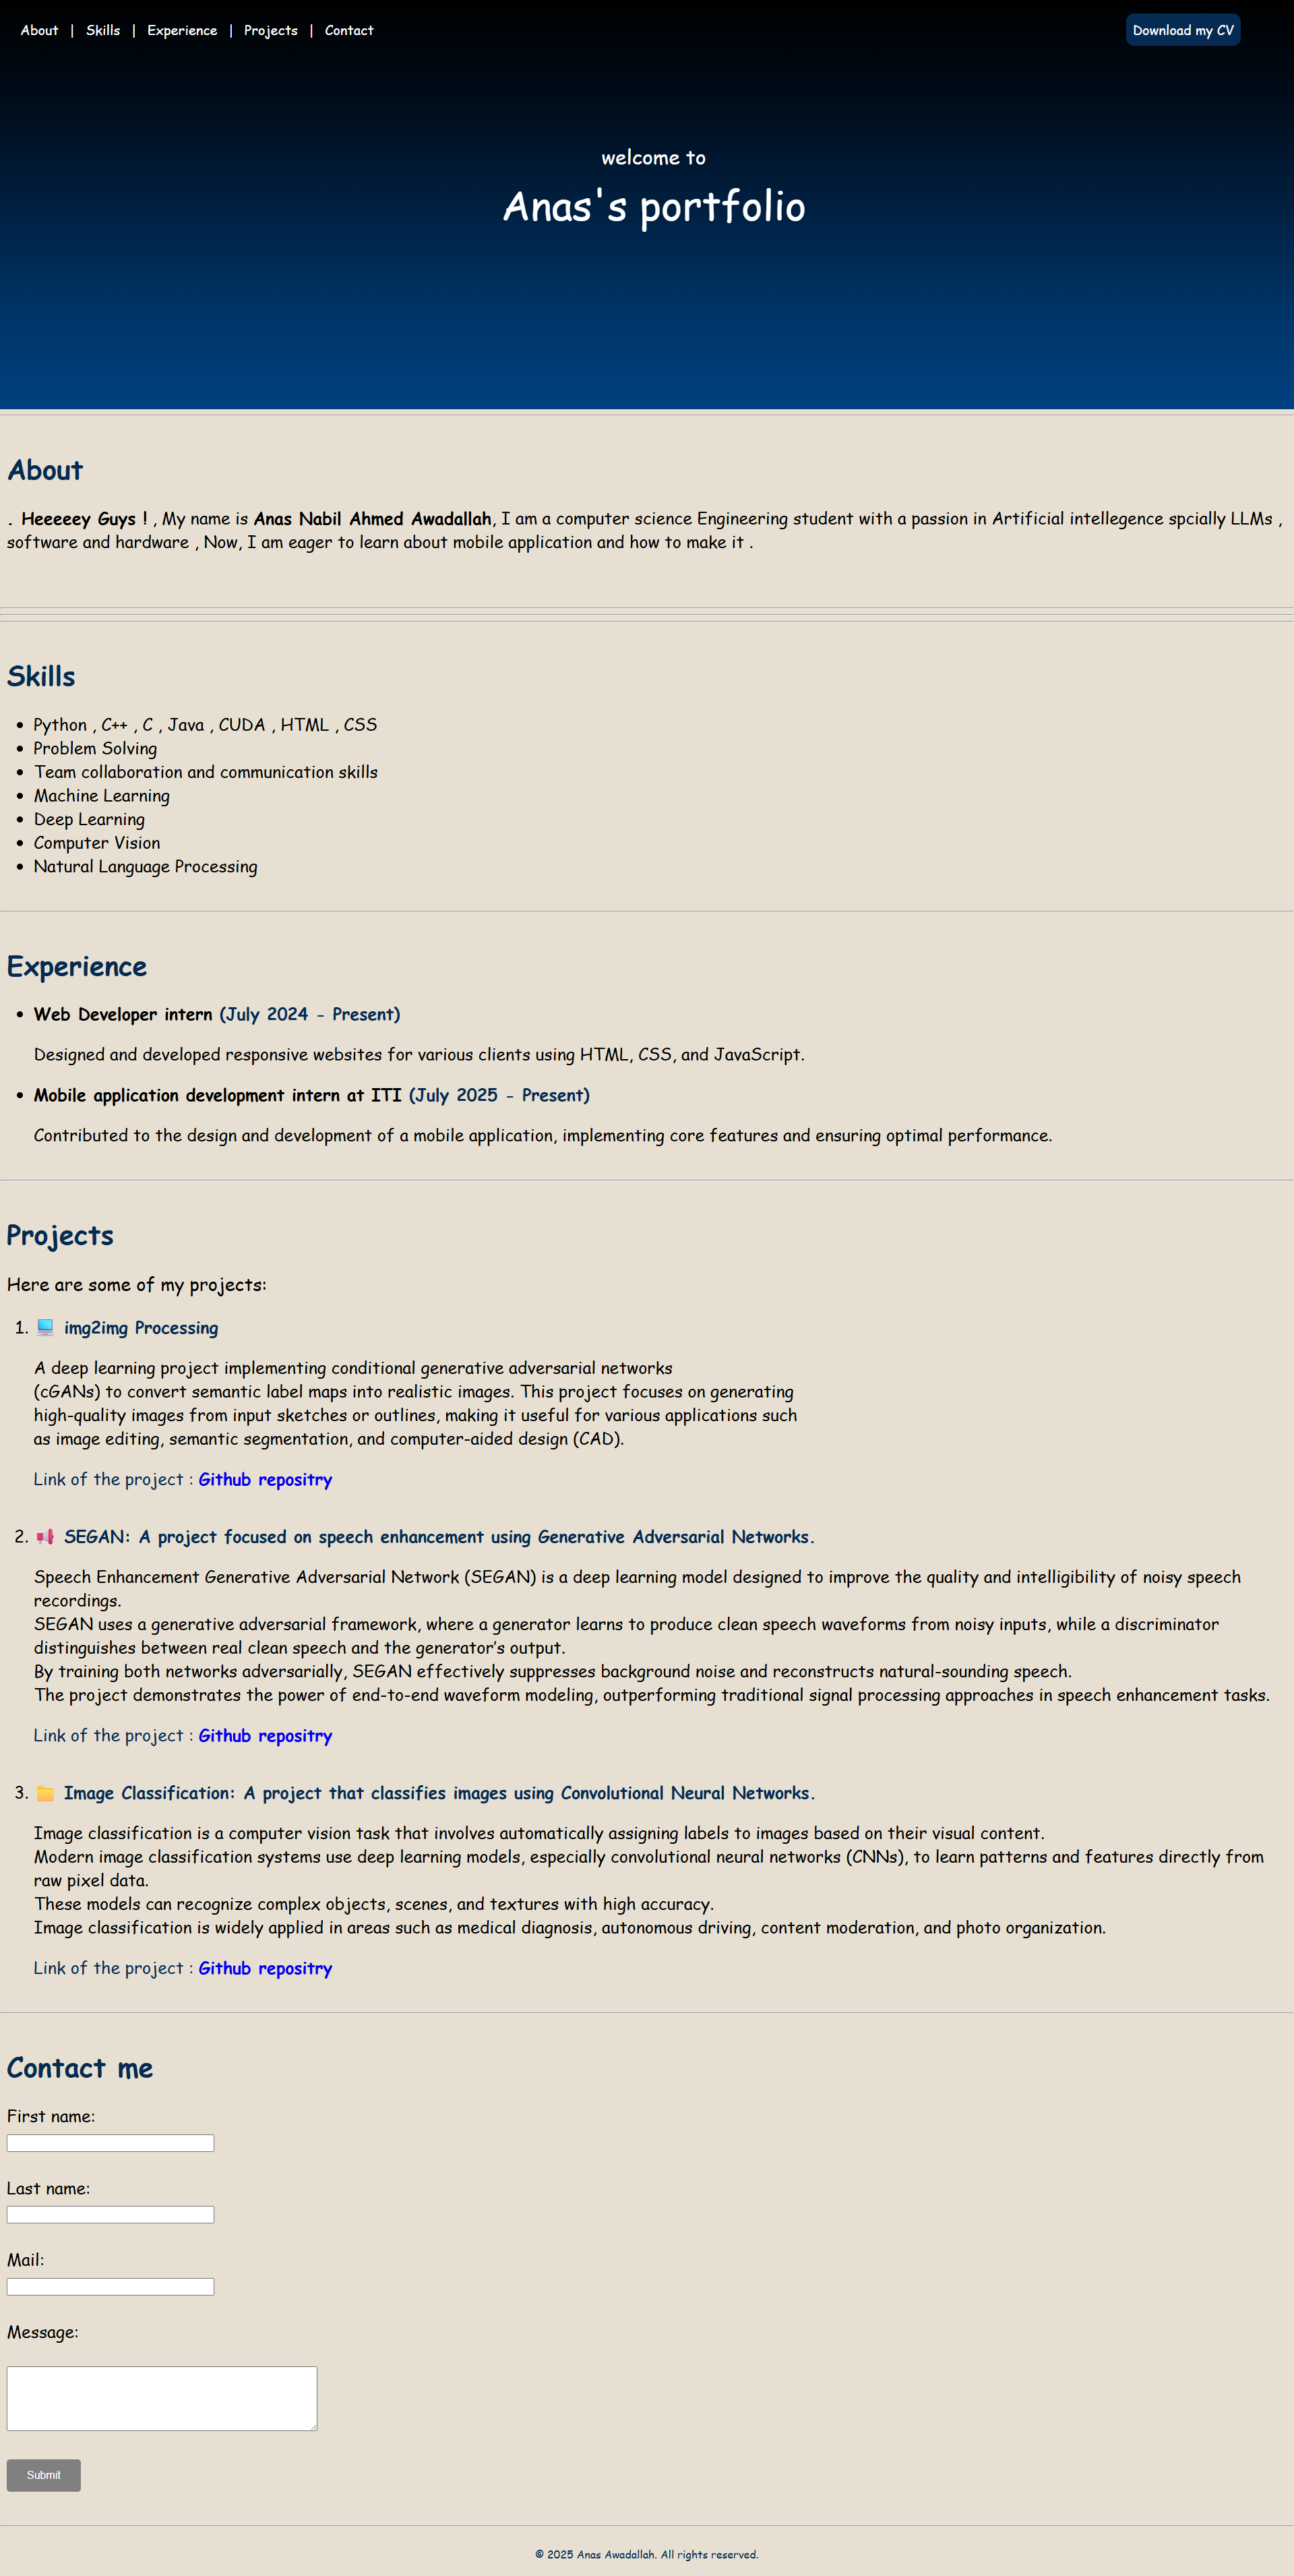 About | Skills | Experience | Projects | Contact
Download my CV
welcome to
Anas's portfolio
About
. Heeeeey Guys ! , My name is Anas Nabil Ahmed Awadallah, I am a computer science Engineering student with a passion in Artificial intellegence spcially LLMs ,
software and hardware , Now, I am eager to learn about mobile application and how to make it .
Skills
• Python , C++ , C , Java , CUDA , HTML , CSS
• Problem Solving
• Team collaboration and communication skills
• Machine Learning
• Deep Learning
• Computer Vision
• Natural Language Processing
Experience
• Web Developer intern (July 2024 - Present)
Designed and developed responsive websites for various clients using HTML, CSS, and JavaScript.
• Mobile application development intern at ITI (July 2025 - Present)
Contributed to the design and development of a mobile application, implementing core features and ensuring optimal performance.
Projects
Here are some of my projects:
1. 💻 img2img Processing
A deep learning project implementing conditional generative adversarial networks
(cGANs) to convert semantic label maps into realistic images. This project focuses on generating
high-quality images from input sketches or outlines, making it useful for various applications such
as image editing, semantic segmentation, and computer-aided design (CAD).
Link of the project : Github repositry
2. 📢 SEGAN: A project focused on speech enhancement using Generative Adversarial Networks.
Speech Enhancement Generative Adversarial Network (SEGAN) is a deep learning model designed to improve the quality and intelligibility of noisy speech
recordings.
SEGAN uses a generative adversarial framework, where a generator learns to produce clean speech waveforms from noisy inputs, while a discriminator
distinguishes between real clean speech and the generator's output.
By training both networks adversarially, SEGAN effectively suppresses background noise and reconstructs natural-sounding speech.
The project demonstrates the power of end-to-end waveform modeling, outperforming traditional signal processing approaches in speech enhancement tasks.
Link of the project : Github repositry
3. 📁 Image Classification: A project that classifies images using Convolutional Neural Networks.
Image classification is a computer vision task that involves automatically assigning labels to images based on their visual content.
Modern image classification systems use deep learning models, especially convolutional neural networks (CNNs), to learn patterns and features directly from
raw pixel data.
These models can recognize complex objects, scenes, and textures with high accuracy.
Image classification is widely applied in areas such as medical diagnosis, autonomous driving, content moderation, and photo organization.
Link of the project : Github repositry
Contact me
First name:
Last name:
Mail:
Message:
Submit
© 2025 Anas Awadallah. All rights reserved.